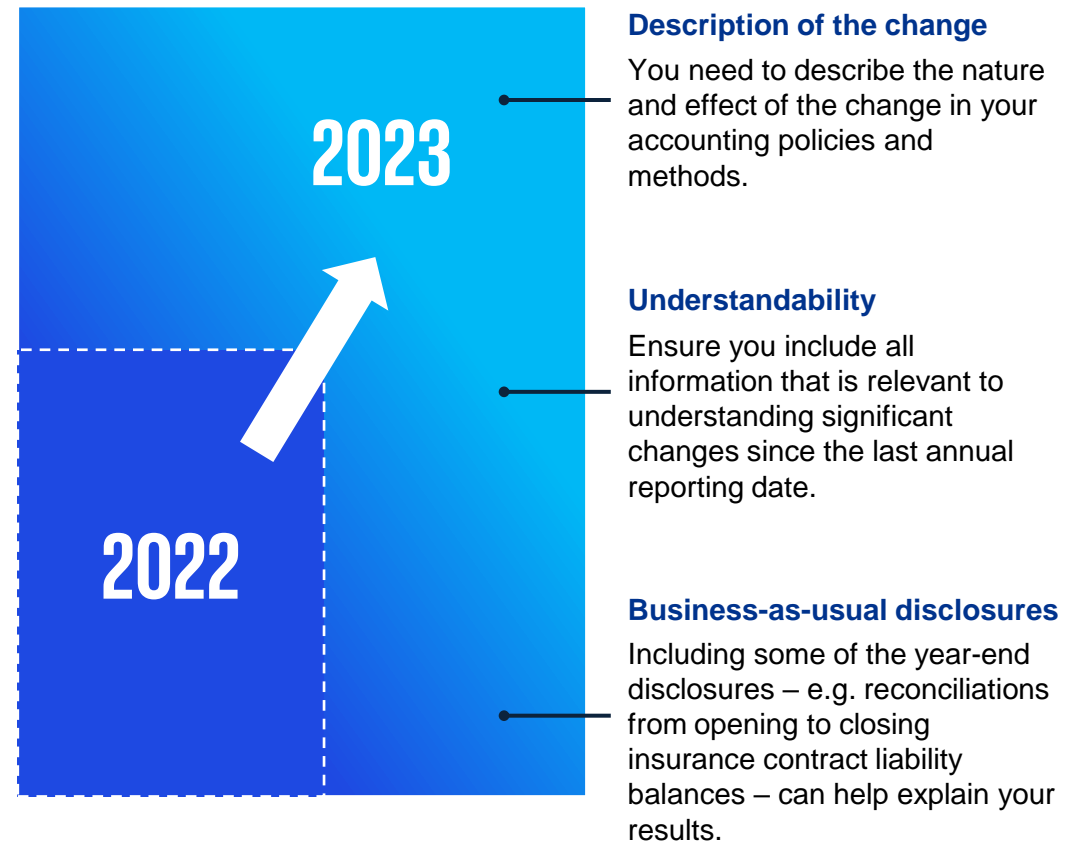 2023
2022
Description of the change
You need to describe the nature
and effect of the change in your
accounting policies and
methods.
Understandability
Ensure you include all
information that is relevant to
understanding significant
changes since the last annual
reporting date.
Business-as-usual disclosures
Including some of the year-end
disclosures – e.g. reconciliations
from opening to closing
insurance contract liability
balances – can help explain your
results.